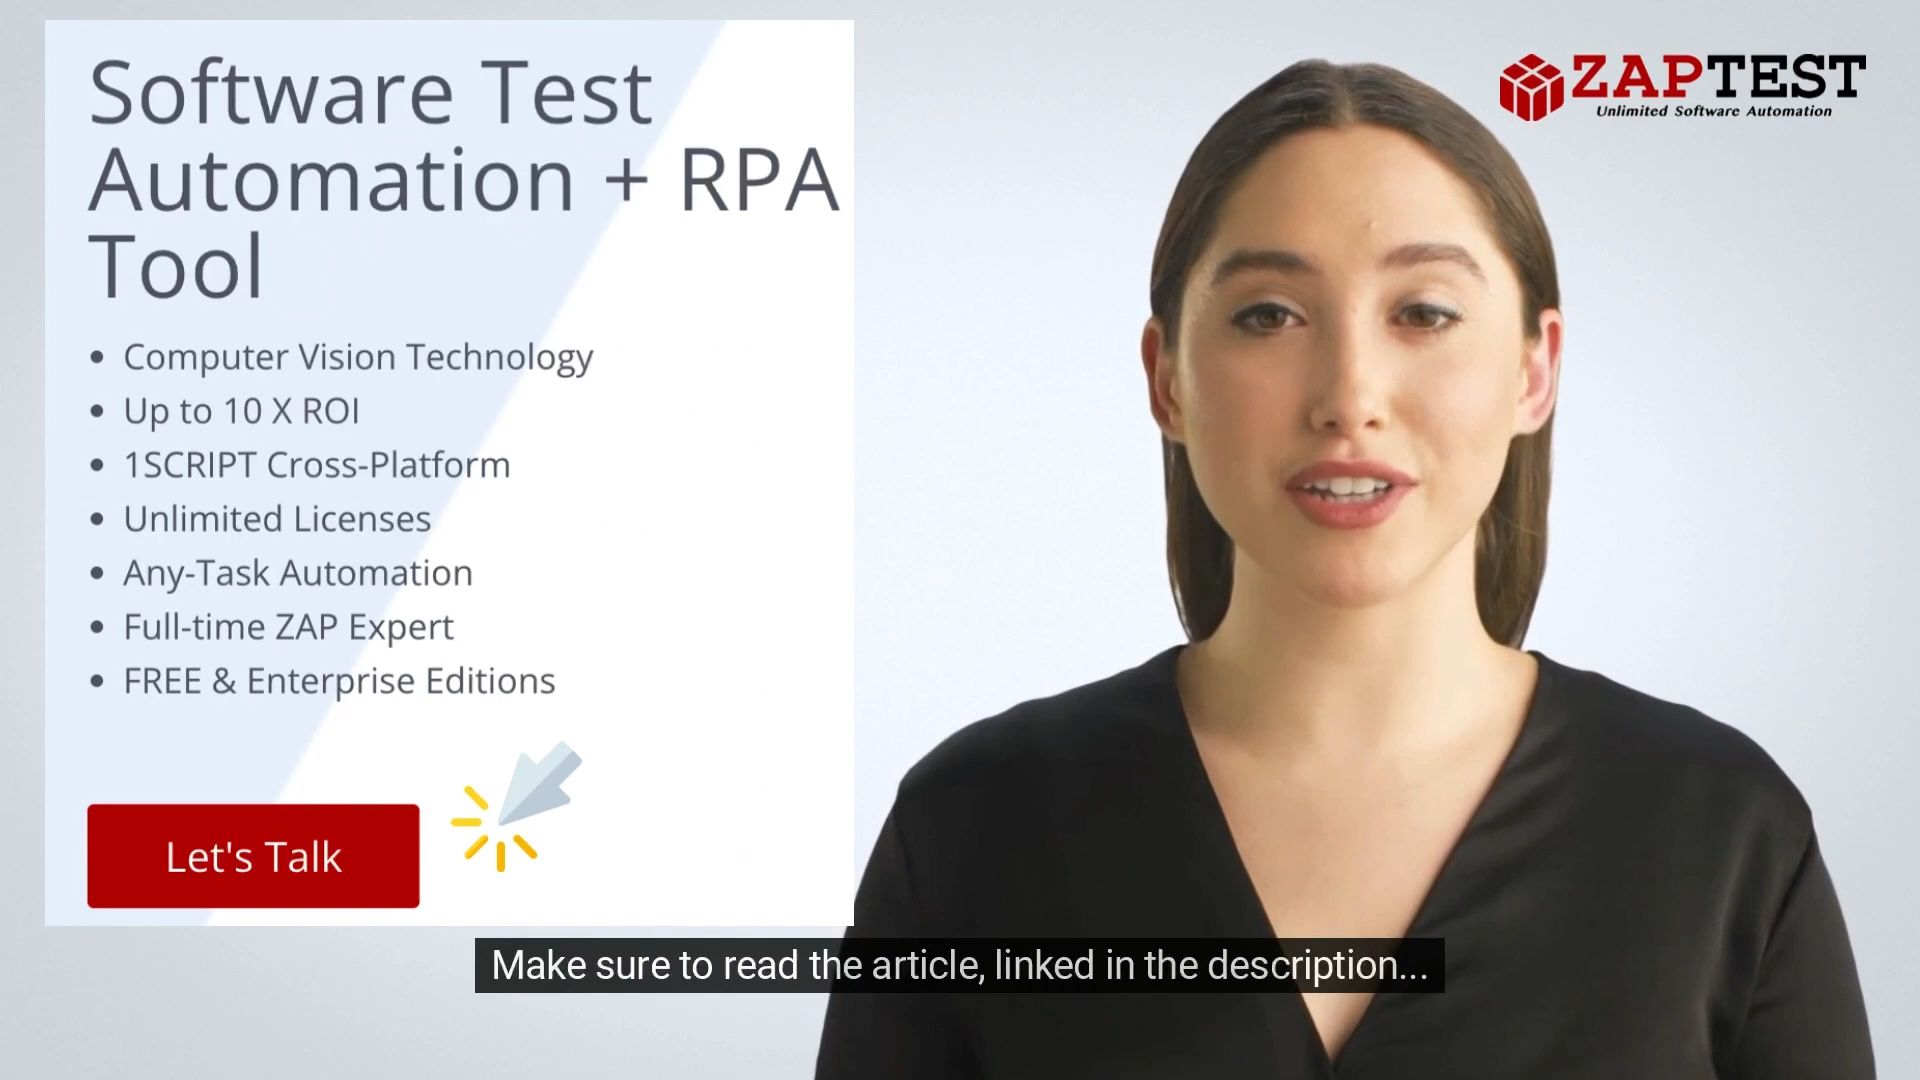 Software Test
Automation + RPA
Tool
• Computer Vision Technology
• Up to 10 X ROI
• 1SCRIPT Cross-Platform
• Unlimited Licenses
• Any-Task Automation
• Full-time ZAP Expert
• FREE & Enterprise Editions
Let's Talk
ZAPTEST
Unlimited Software Automation
Make sure to read the article, linked in the description...